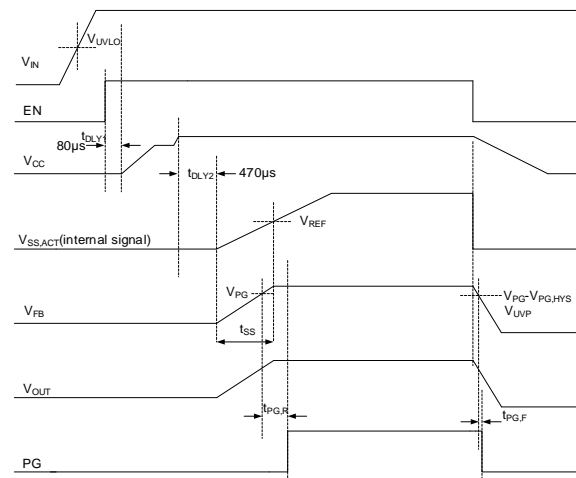 VUVLO
VIN
EN
tDLY1
80µs
VCC
tDLY2
470µs
VREF
VSS,ACT(internal signal)
VPG
VPG-VPG,HYS
VUVP
VFB
tSS
VOUT
tPG,R
tPG,F
PG